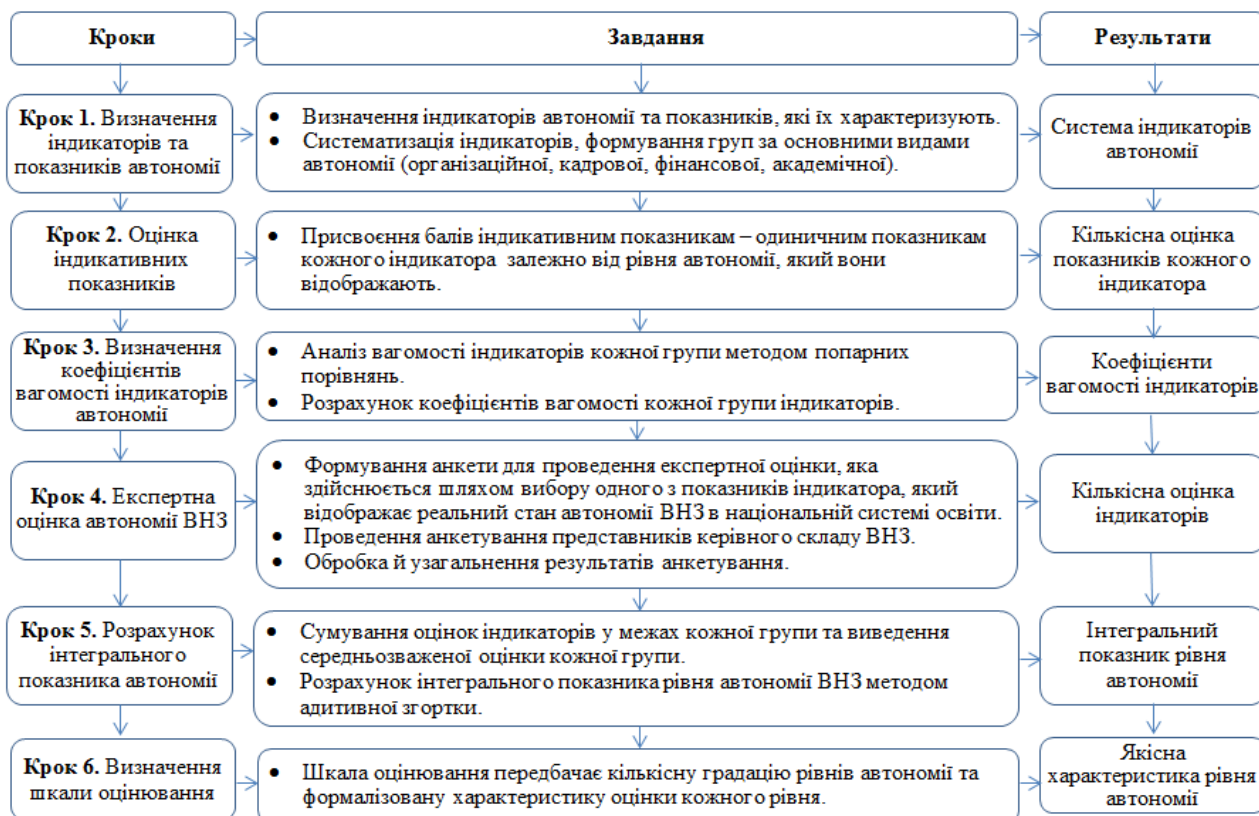 Кроки
Завдання
Результати
Крок 1. Визначення
індикаторів та
показників автономії
• Визначення індикаторів автономії та показників, які їх характеризують.
• Систематизація індикаторів, формування груп за основними видами
автономії (організаційної, кадрової, фінансової, академічної).
Система індикаторів
автономії
Крок 2. Оцінка
індикативних
показників
• Присвоєння балів індикативним показникам – одиничним показникам
кожного індикатора залежно від рівня автономії, який вони
відображають.
Кількісна оцінка
показників кожного
індикатора
Крок 3. Визначення
коефіцієнтів
вагомості індикаторів
автономії
• Аналіз вагомості індикаторів кожної групи методом попарних
порівнянь.
• Розрахунок коефіцієнтів вагомості кожної групи індикаторів.
Коефіцієнти
вагомості індикаторів
Крок 4. Експертна
оцінка автономії ВНЗ
• Формування анкети для проведення експертної оцінки, яка
здійснюється шляхом вибору одного з показників індикатора, який
відображає реальний стан автономії ВНЗ в національній системі освіти.
• Проведення анкетування представників керівного складу ВНЗ.
• Обробка й узагальнення результатів анкетування.
Кількісна оцінка
індикаторів
Крок 5. Розрахунок
інтегрального
показника автономії
• Сумування оцінок індикаторів у межах кожної групи та виведення
середньозваженої оцінки кожної групи.
• Розрахунок інтегрального показника рівня автономії ВНЗ методом
адитивної згортки.
Інтегральний
показник рівня
автономії
Крок 6. Визначення
шкали оцінювання
• Шкала оцінювання передбачає кількісну градацію рівнів автономії та
формалізовану характеристику оцінки кожного рівня.
Якісна
характеристика рівня
автономії